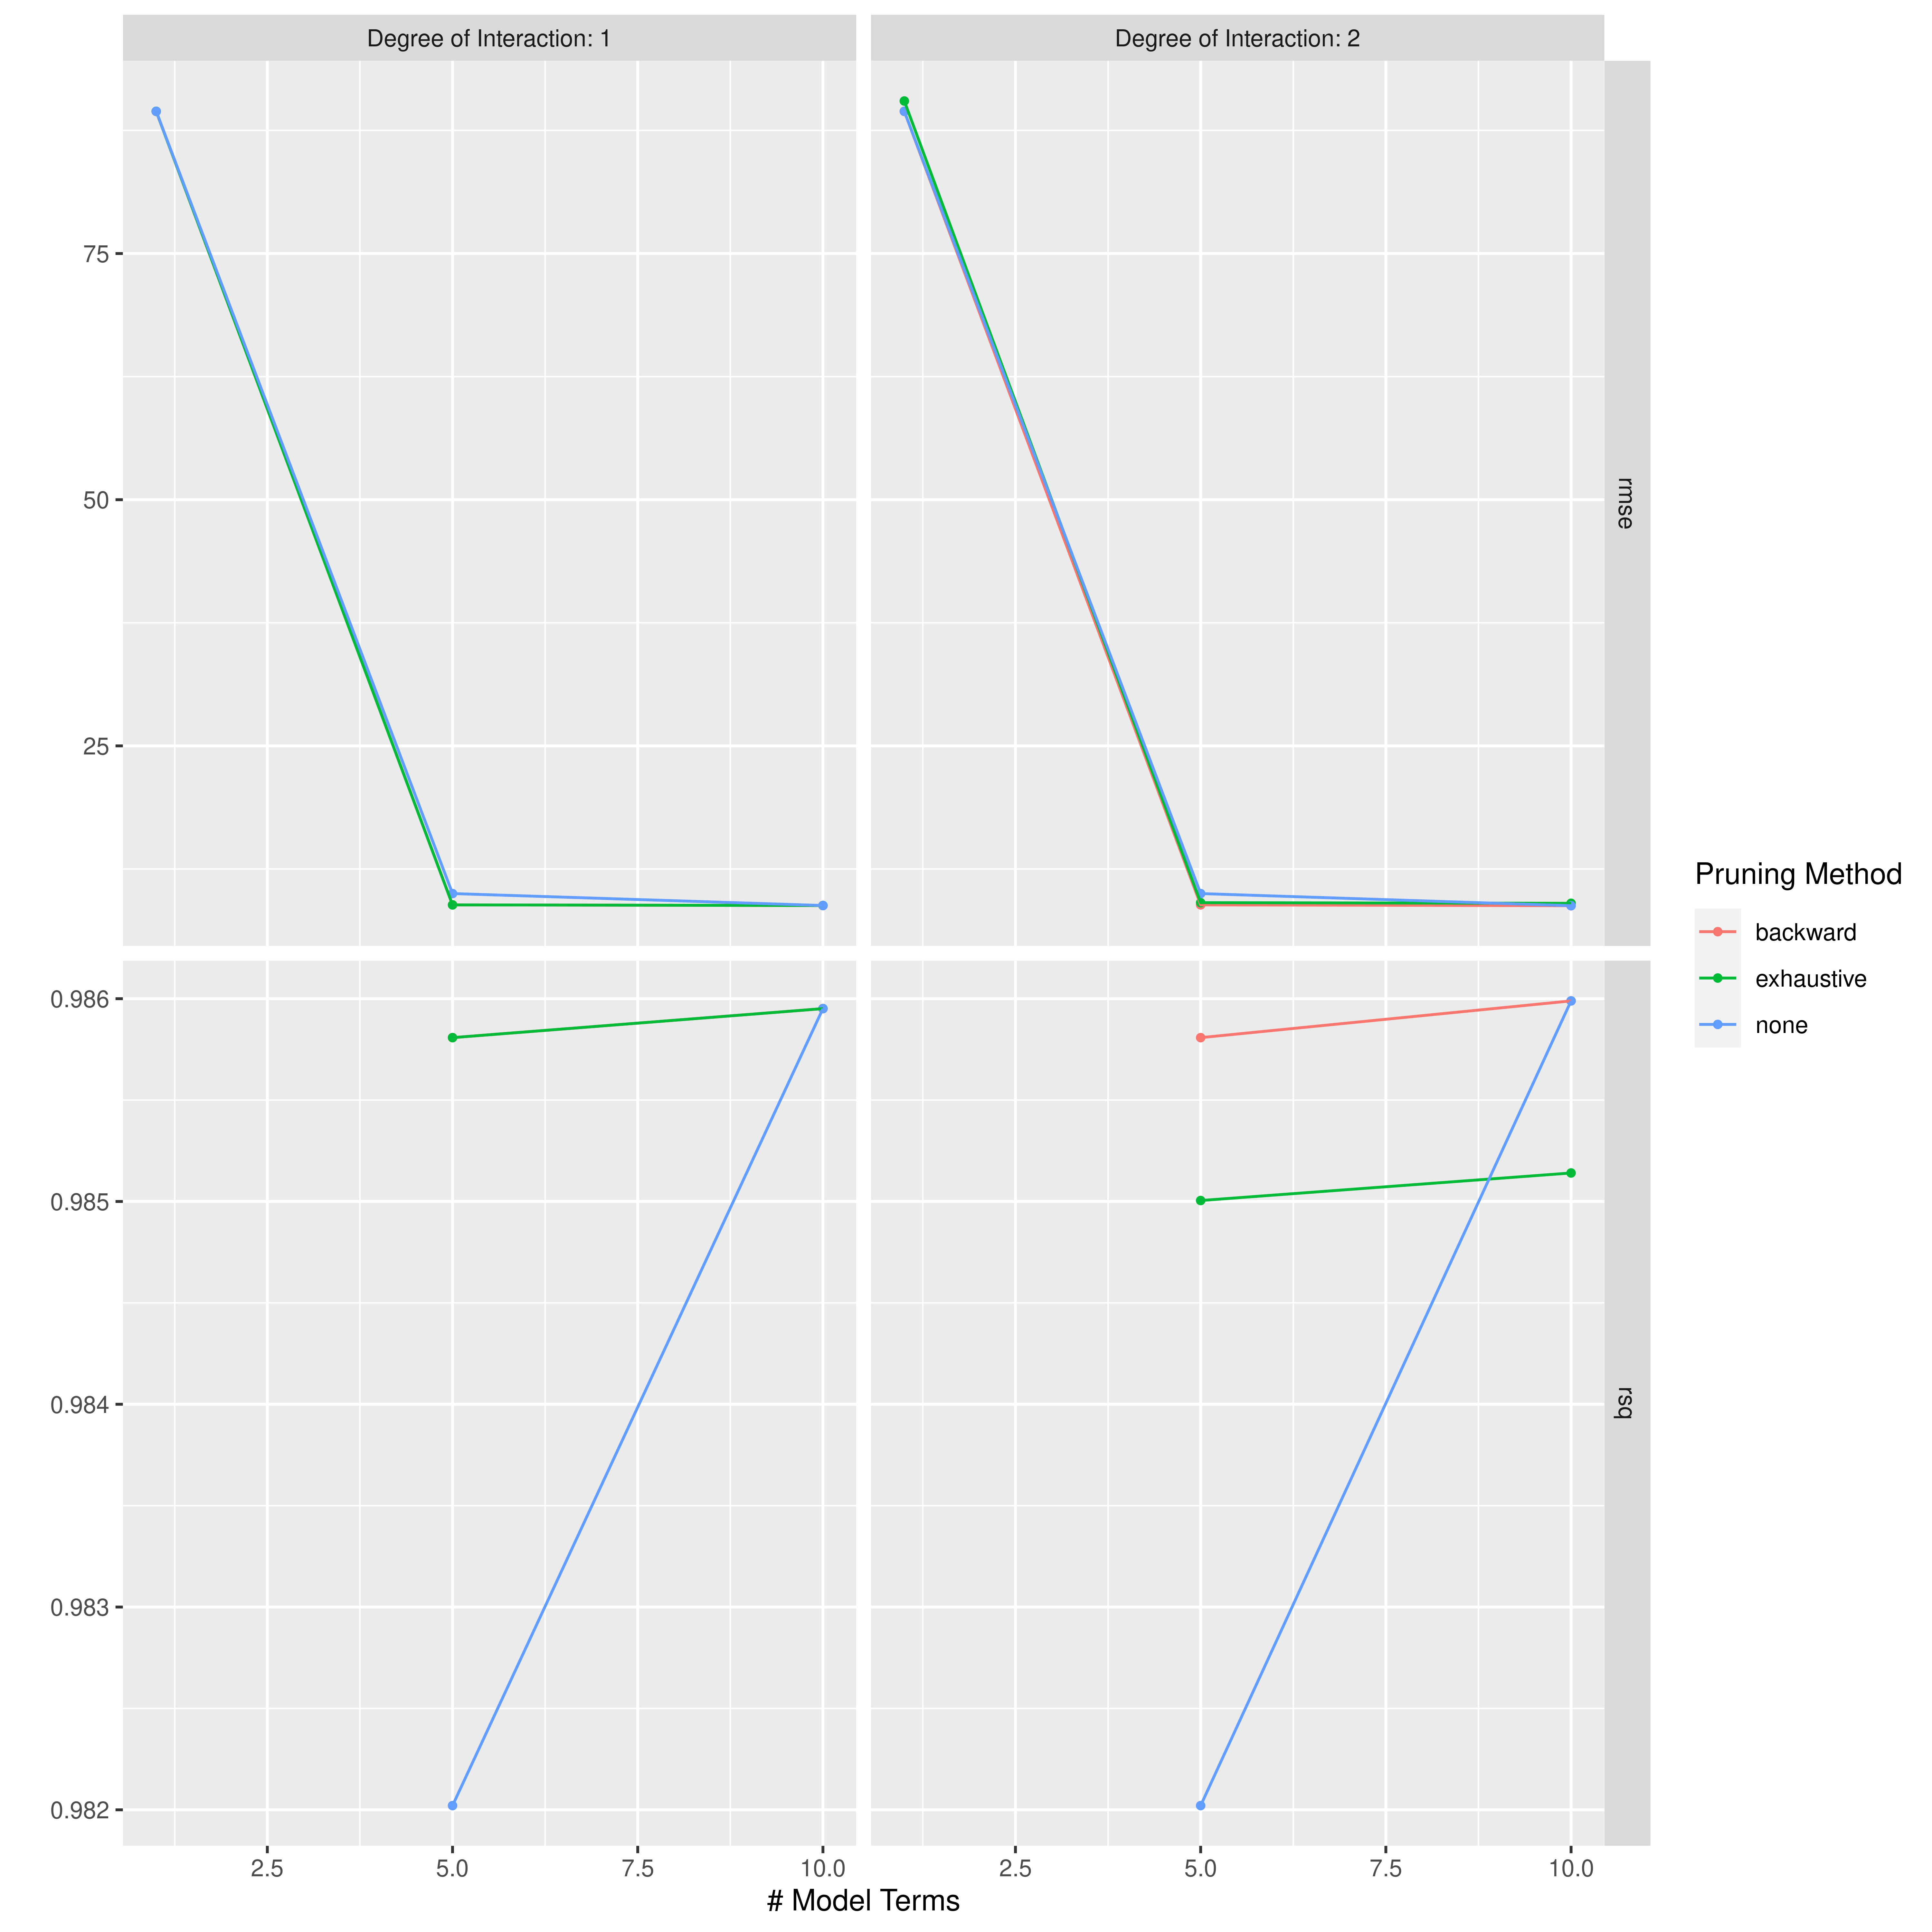 Degree of Interaction: 1
Degree of Interaction: 2
75
50
25
rmse
0.986
0.985
0.984
0.983
0.982
rsq
2.5
5.0
7.5
10.0
2.5
5.0
7.5
10.0
# Model Terms
Pruning Method
backward
exhaustive
none